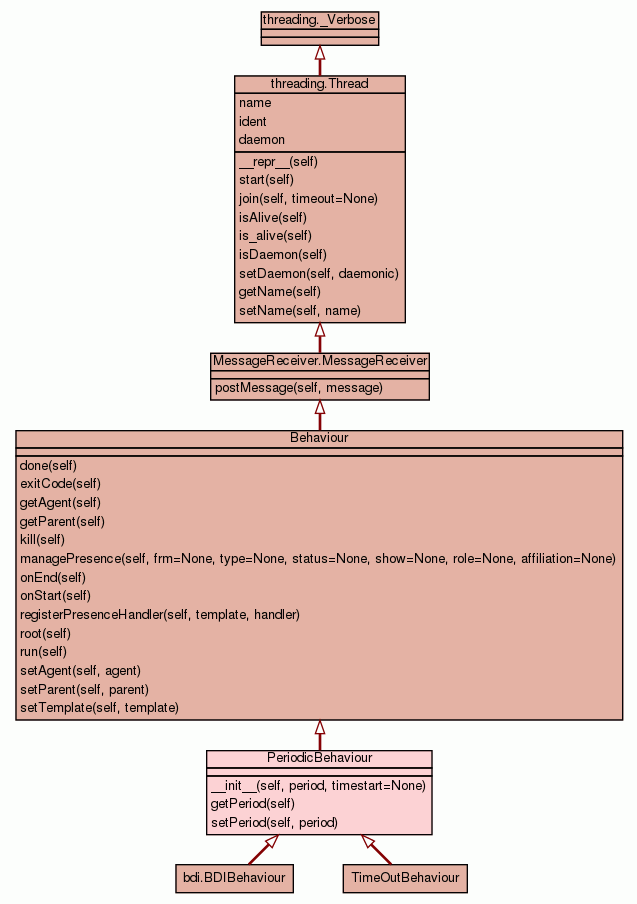 threading._Verbose
threading.Thread
name
ident
daemon
__repr__(self)
start(self)
join(self, timeout=None)
isAlive(self)
is_alive(self)
isDaemon(self)
setDaemon(self, daemonic)
getName(self)
setName(self, name)
MessageReceiver.MessageReceiver
postMessage(self, message)
Behaviour
done(self)
exitCode(self)
getAgent(self)
getParent(self)
kill(self)
managePresence(self, frm=None, type=None, status=None, show=None, role=None, affiliation=None)
onEnd(self)
onStart(self)
registerPresenceHandler(self, template, handler)
root(self)
run(self)
setAgent(self, agent)
setParent(self, parent)
setTemplate(self, template)
PeriodicBehaviour
__init__(self, period, timestart=None)
getPeriod(self)
setPeriod(self, period)
bdi.BDIBehaviour
TimeOutBehaviour